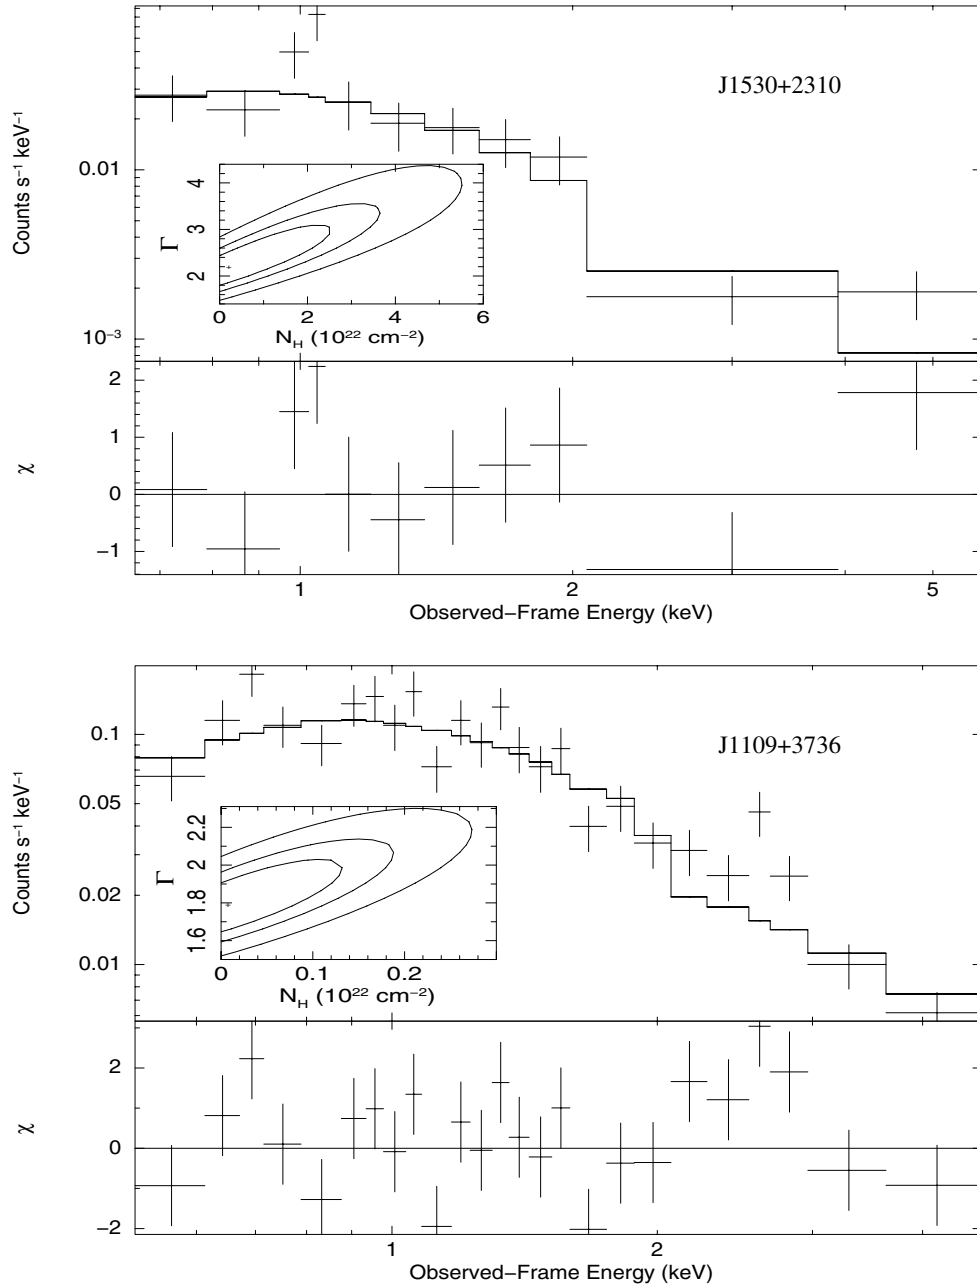 J1530+2310
Counts s⁻¹ keV⁻¹
0.01
10⁻³
Γ
4
3
2
0 2 4 6
N_H (10²² cm⁻²)
χ
2
1
0
−1
1 2 5
Observed−Frame Energy (keV)
J1109+3736
Counts s⁻¹ keV⁻¹
0.1
0.05
0.02
0.01
Γ
2.2
2
1.8
1.6
0 0.1 0.2
N_H (10²² cm⁻²)
χ
2
0
−2
1 2
Observed−Frame Energy (keV)